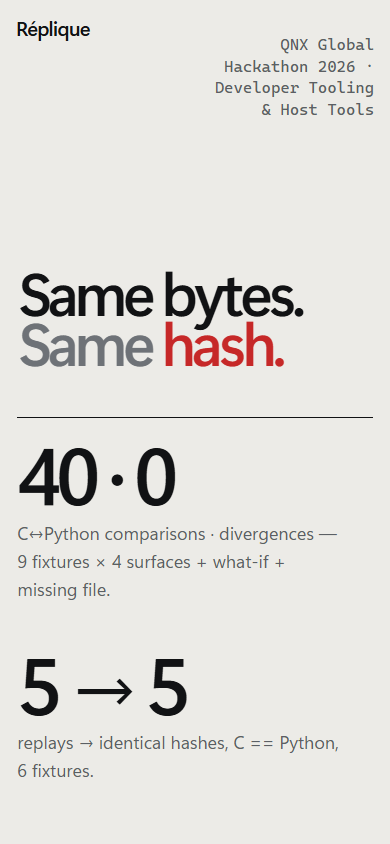 Réplique
QNX Global
Hackathon 2026 ·
Developer Tooling
& Host Tools
Same bytes.
Same hash.
40 · 0
C↔Python comparisons · divergences —
9 fixtures × 4 surfaces + what-if +
missing file.
5 → 5
replays → identical hashes, C == Python,
6 fixtures.